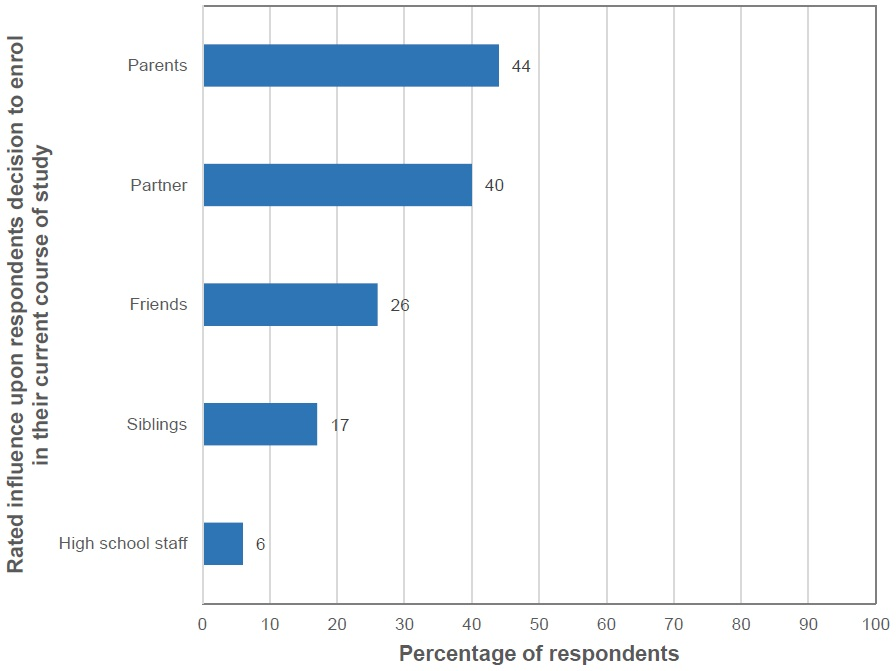 Rated influence upon respondents decision to enrol
in their current course of study
Parents
44
Partner
40
Friends
26
Siblings
17
High school staff
6
0 10 20 30 40 50 60 70 80 90 100
Percentage of respondents